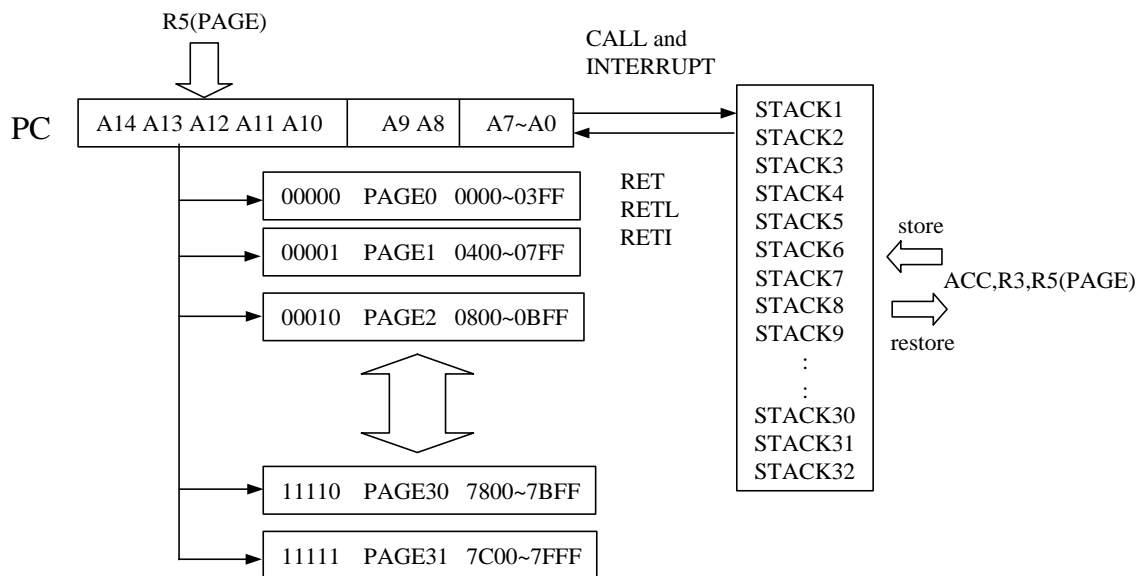 R5(PAGE)
CALL and
INTERRUPT
PC
A14 A13 A12 A11 A10
A9 A8
A7~A0
00000 PAGE0 0000~03FF
00001 PAGE1 0400~07FF
00010 PAGE2 0800~0BFF
11110 PAGE30 7800~7BFF
11111 PAGE31 7C00~7FFF
RET
RETL
RETI
STACK1
STACK2
STACK3
STACK4
STACK5
STACK6
STACK7
STACK8
STACK9
:
:
STACK30
STACK31
STACK32
store
ACC,R3,R5(PAGE)
restore